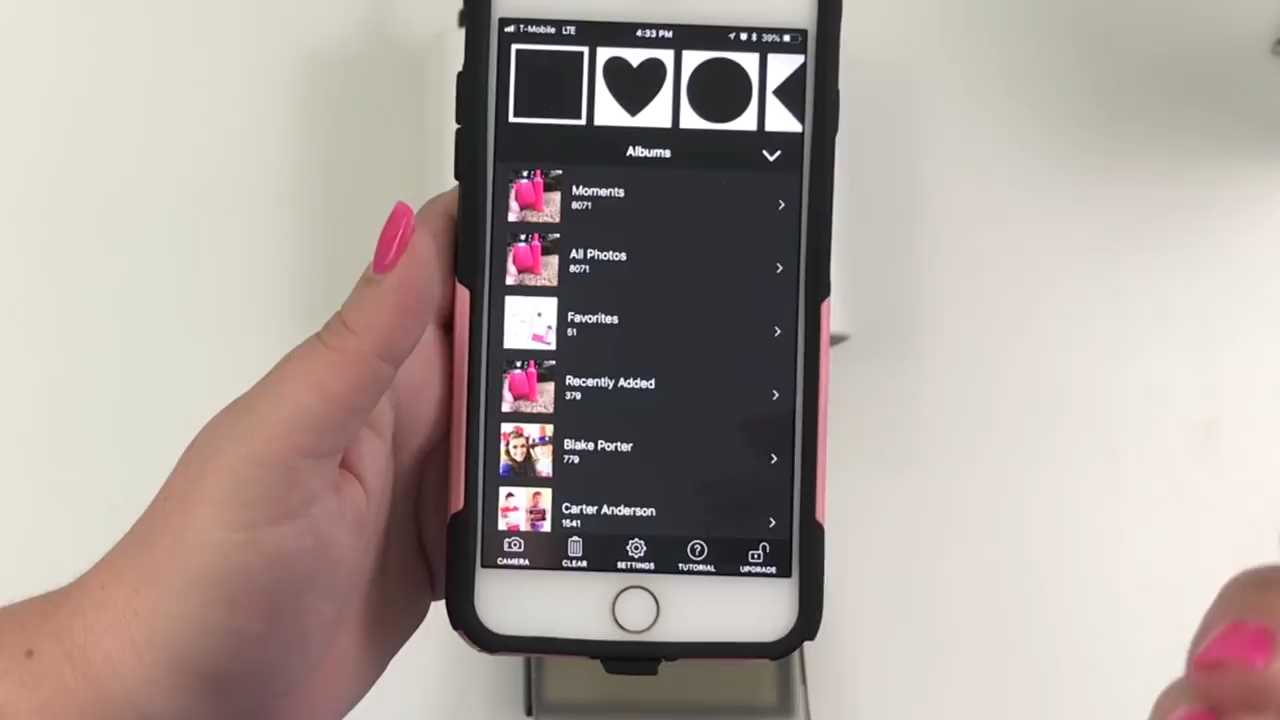 T-Mobile LTE 4:33 PM 39%
Albums
Moments
8071
All Photos
8071
Favorites
51
Recently Added
379
Blake Porter
779
Carter Anderson
1541
CAMERA CLEAR SETTINGS TUTORIAL UPGRADE